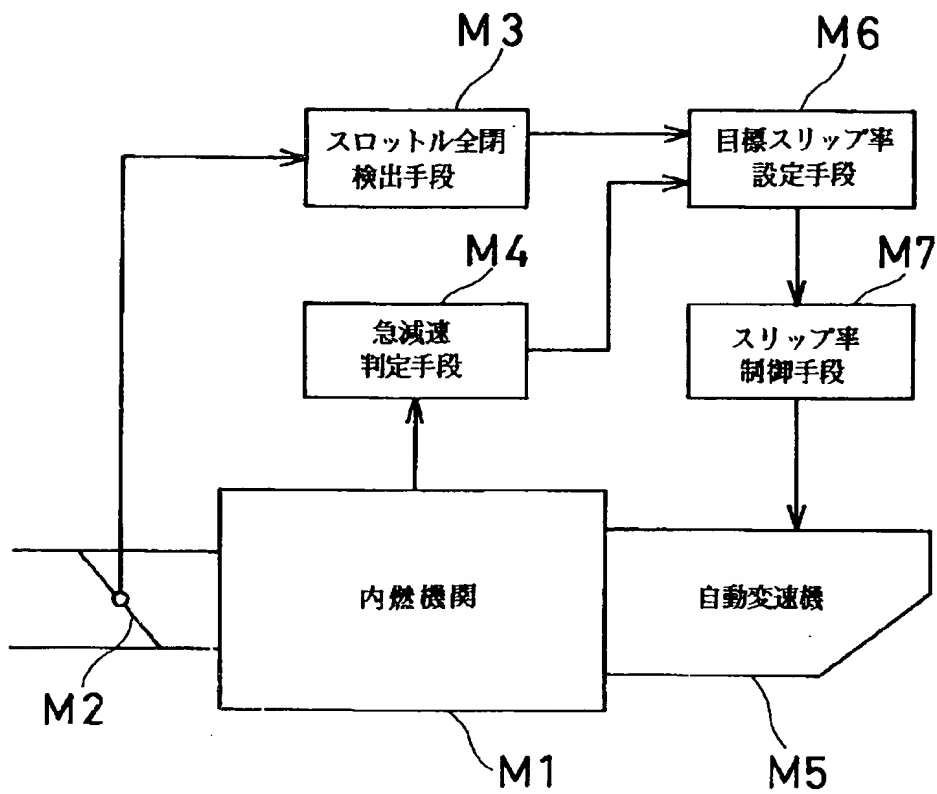 M3
スロットル全閉
検出手段
M6
目標スリップ率
設定手段
M4
急減速
判定手段
M7
スリップ率
制御手段
内燃機関
自動変速機
M2
M1
M5